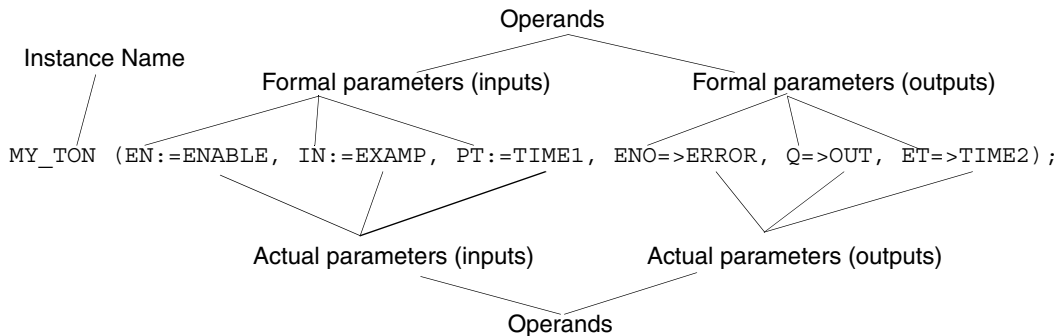 Operands
Instance Name
Formal parameters (inputs) Formal parameters (outputs)
MY_TON (EN:=ENABLE, IN:=EXAMP, PT:=TIME1, ENO=>ERROR, Q=>OUT, ET=>TIME2);
Actual parameters (inputs) Actual parameters (outputs)
Operands